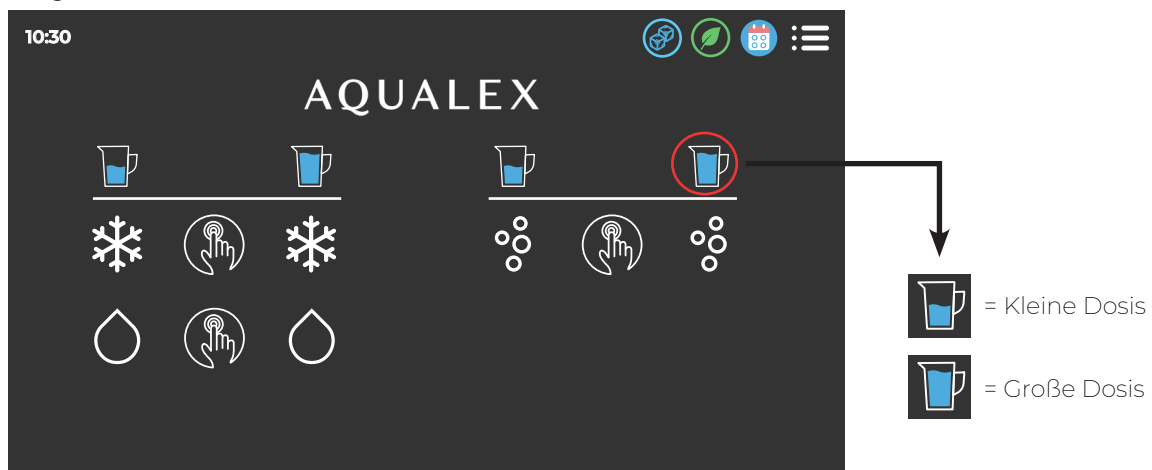 10:30
AQUALEX
= Kleine Dosis
= Große Dosis